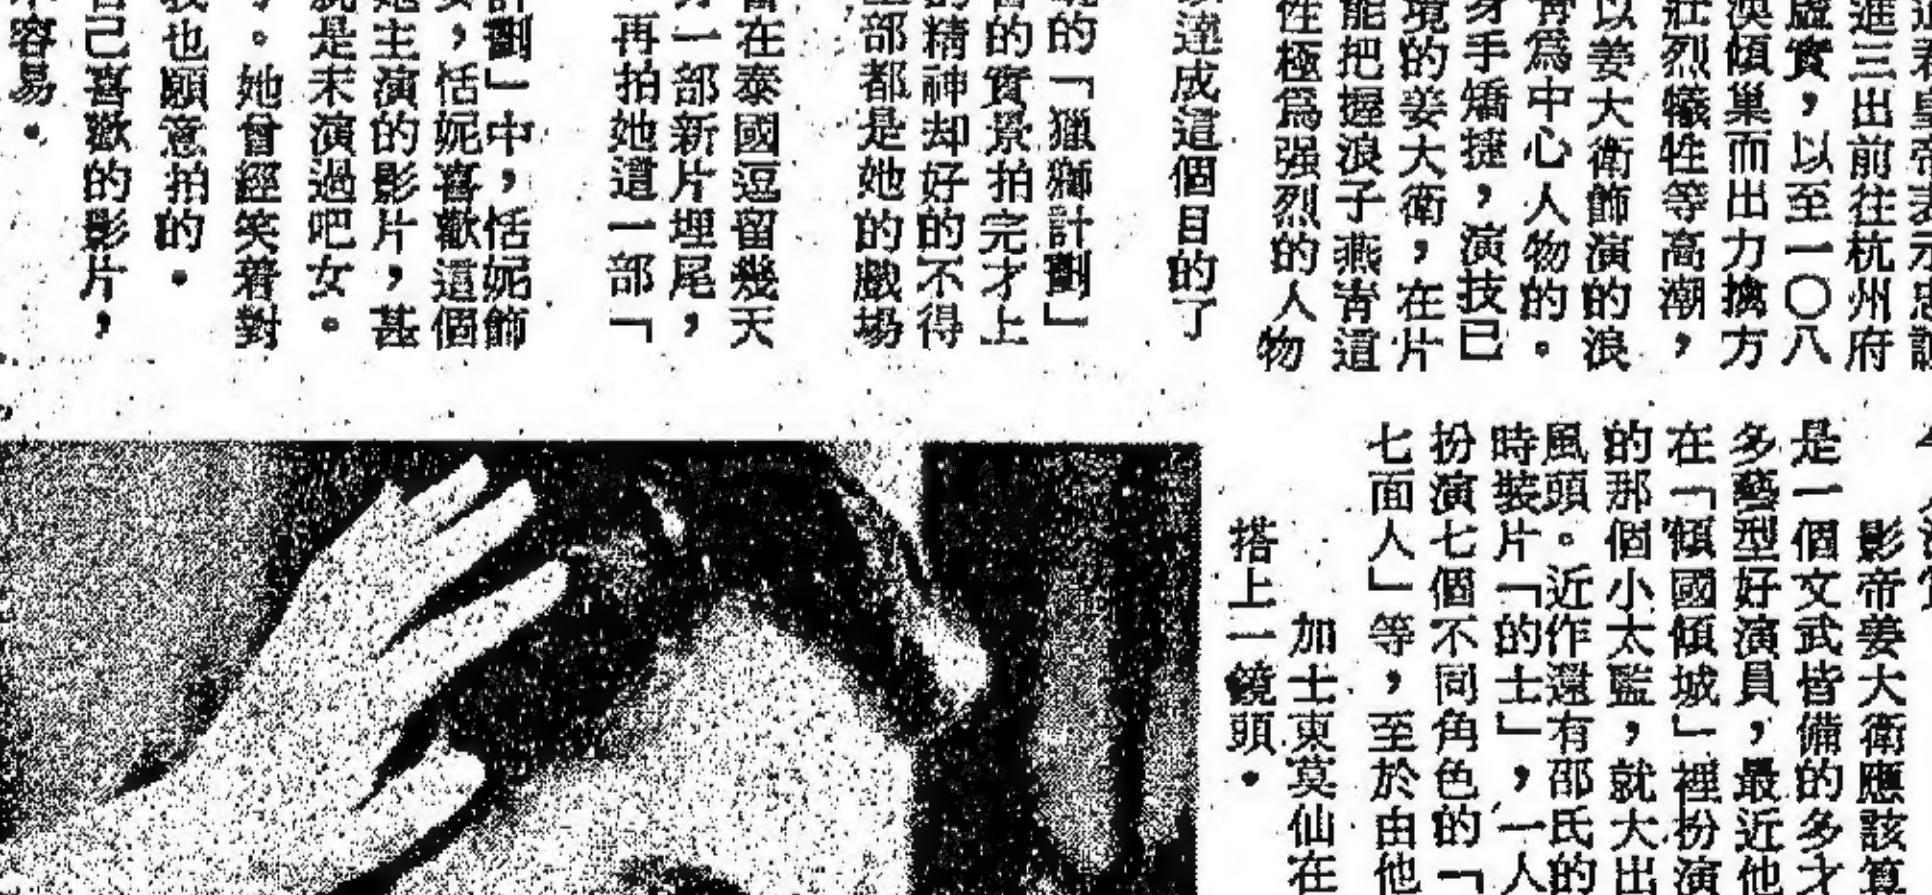 進三出前往杭州府
虛實，以至一〇八
渙傾巢而出力擒方
壯烈犧牲等高潮，
以姜大衛飾演的浪
青為中心人物的。
身手矯捷，演技已
境的姜大衛，在片
能把握浪子燕青這
性極為强烈的人物
達成這個目的了
的「獵獅計劃」
的實景拍完才上
的精神却好的不得
部都是她的戲場
在泰國逗留幾天
一部新片埋尾，
再拍她這一部「
計劃」中，恬妮飾
，恬妮喜歡這個
她主演的影片，甚
就是未演過吧女。
。她曾經笑着對
我也願意拍的。
自己喜歡的影片，
不容易。
影帝姜大衛應該算
是一個文武皆備的多才
多藝型好演員，最近他
在「傾國傾城」裡扮演
的那個小太監，就大出
風頭。近作還有邵氏的
時裝片「的士」，一人
扮演七個不同角色的「
七面人」等，至於由他
加士東莫仙在
搭上一鏡頭。